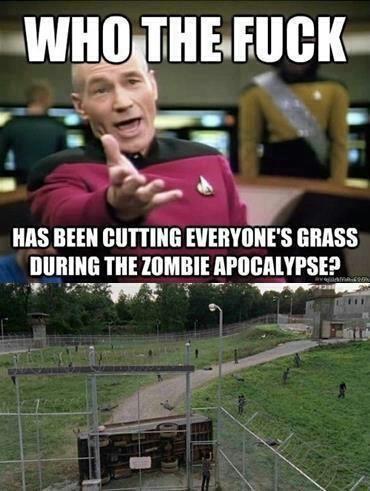 WHO THE FUCK
HAS BEEN CUTTING EVERYONE'S GRASS
DURING THE ZOMBIE APOCALYPSE?